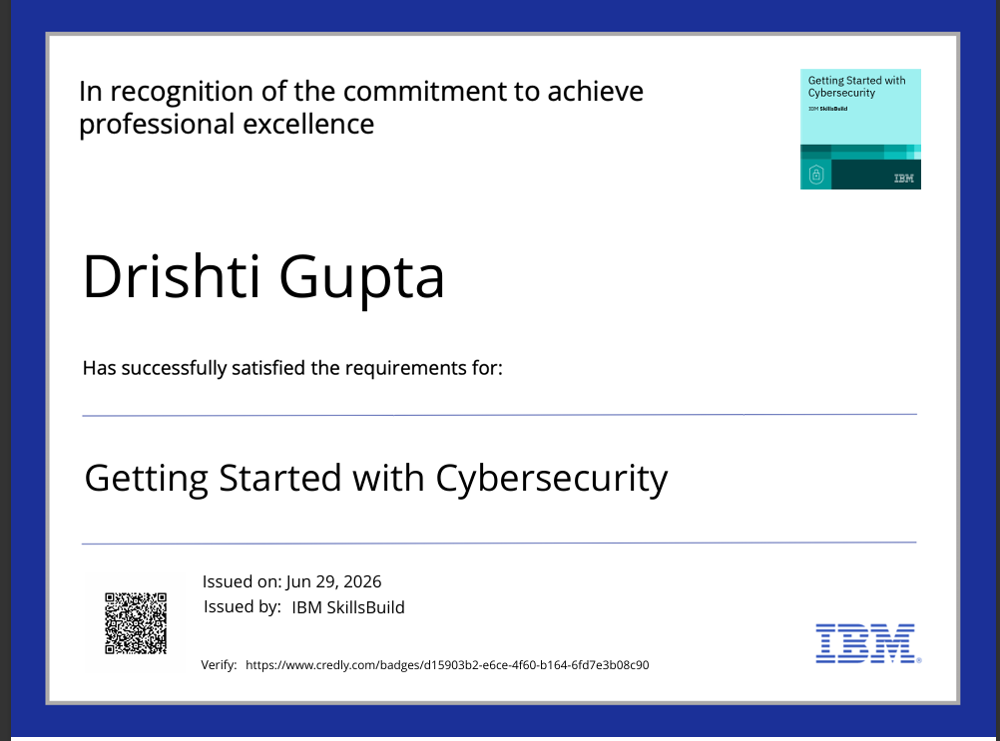 In recognition of the commitment to achieve
professional excellence
Getting Started with
Cybersecurity
IBM SkillsBuild
IBM
Drishti Gupta
Has successfully satisfied the requirements for:
Getting Started with Cybersecurity
Issued on: Jun 29, 2026
Issued by: IBM SkillsBuild
Verify: https://www.credly.com/badges/d15903b2-e6ce-4f60-b164-6fd7e3b08c90
IBM®